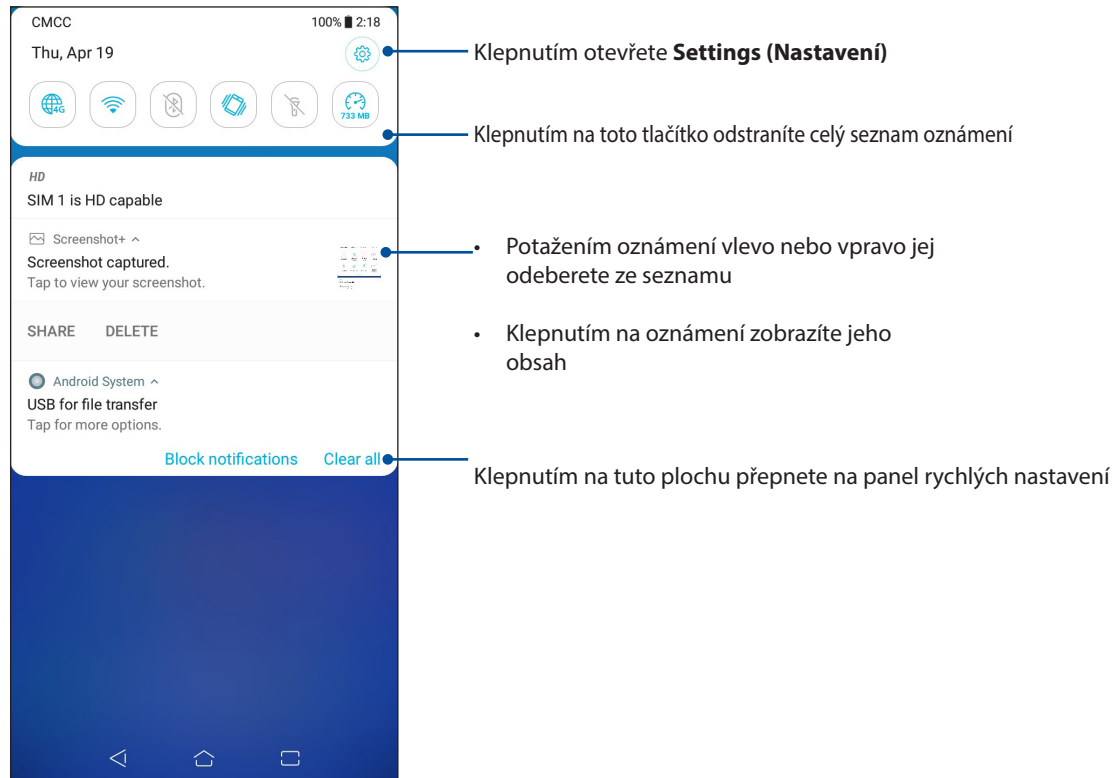 CMCC
100% 2:18
Thu, Apr 19
Klepnutím otevřete Settings (Nastavení)
4G
733 MB
Klepnutím na toto tlačítko odstraníte celý seznam oznámení
HD
SIM 1 is HD capable
Screenshot+
Screenshot captured.
Tap to view your screenshot.
• Potažením oznámení vlevo nebo vpravo jej
odeberete ze seznamu
SHARE DELETE
• Klepnutím na oznámení zobrazíte jeho
obsah
Android System
USB for file transfer
Tap for more options.
Block notifications Clear all
Klepnutím na tuto plochu přepnete na panel rychlých nastavení